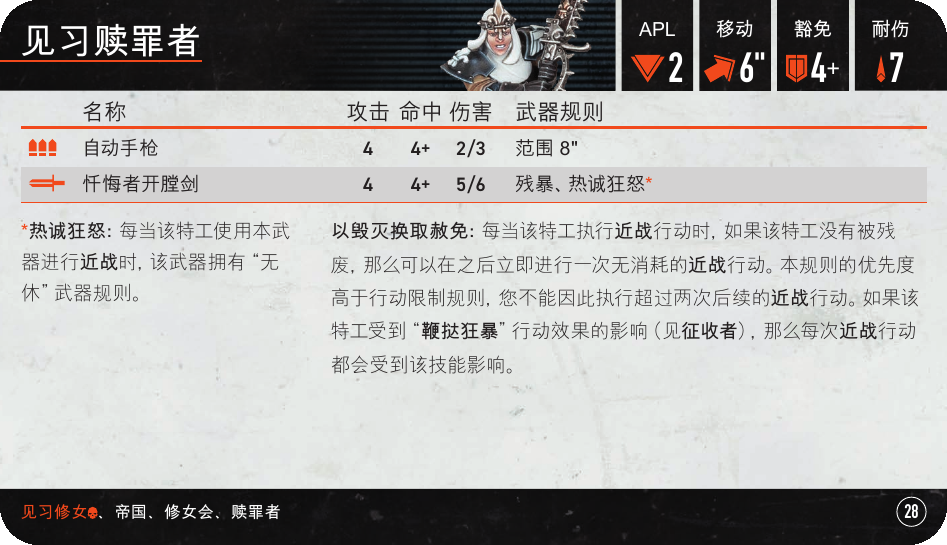 见习赎罪者
APL 移动 豁免 耐伤
2 6" 4+ 7
名称 攻击 命中 伤害 武器规则
自动手枪 4 4+ 2/3 范围 8"
忏悔者开膛剑 4 4+ 5/6 残暴、热诚狂怒*
*热诚狂怒: 每当该特工使用本武
器进行近战时, 该武器拥有“无
休”武器规则。
以毁灭换取赦免: 每当该特工执行近战行动时, 如果该特工没有被残
废, 那么可以在之后立即进行一次无消耗的近战行动。本规则的优先度
高于行动限制规则, 您不能因此执行超过两次后续的近战行动。如果该
特工受到“鞭挞狂暴”行动效果的影响 (见征收者), 那么每次近战行动
都会受到该技能影响。
见习修女、帝国、修女会、赎罪者
28